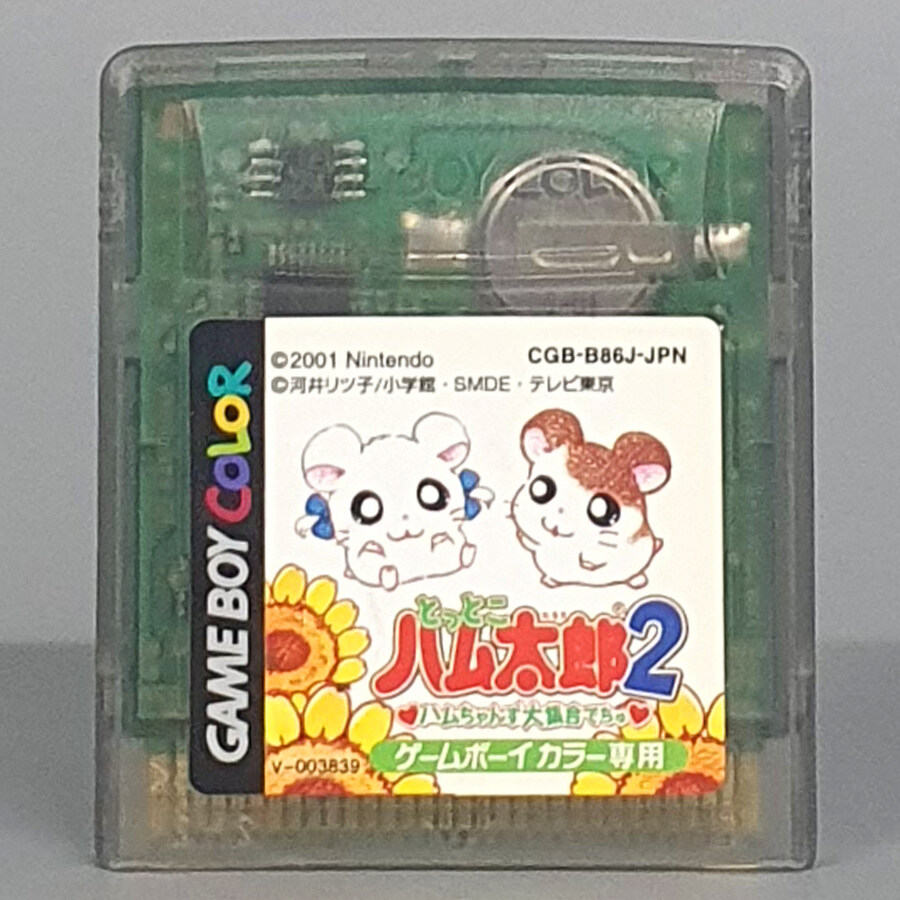 BOY COLOR
©2001 Nintendo
CGB-B86J-JPN
©河井リツ子/小学館・SMDE・テレビ東京
GAME BOY COLOR
とっとこ
ハム太郎2
ハムちゃんず大集合でちゅ
ゲームボーイカラー専用
V-003839